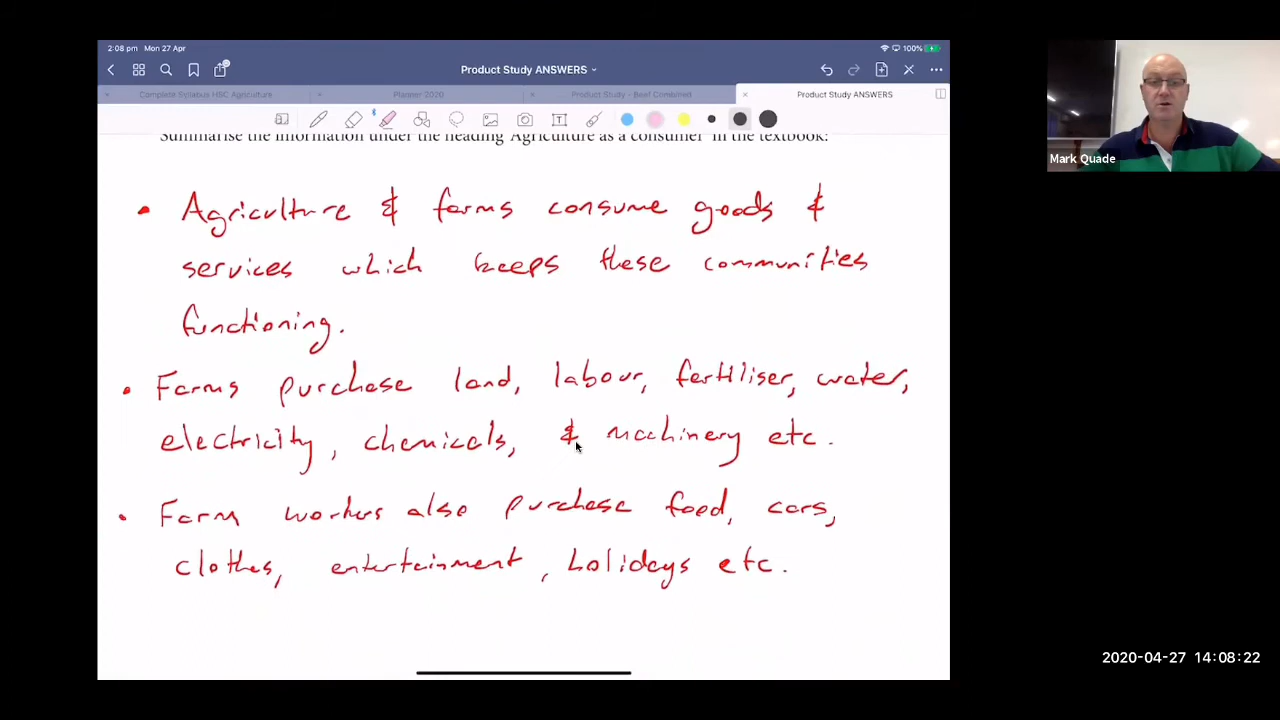 2:08 pm Mon 27 Apr
100%
Product Study ANSWERS
Complete Syllabus HSC Agriculture
Planner 2020
Product Study - Beef Combined
Product Study ANSWERS
Summarise the information under the heading 'Agriculture as a consumer' in the textbook:
• Agriculture & farms consume goods &
services which keeps these communities
functioning.
• Farms purchase land, labour, fertiliser, water,
electricity, chemicals, & machinery etc.
• Farm workers also purchase food, cars,
clothes, entertainment, holidays etc.
Mark Quade
2020-04-27 14:08:22